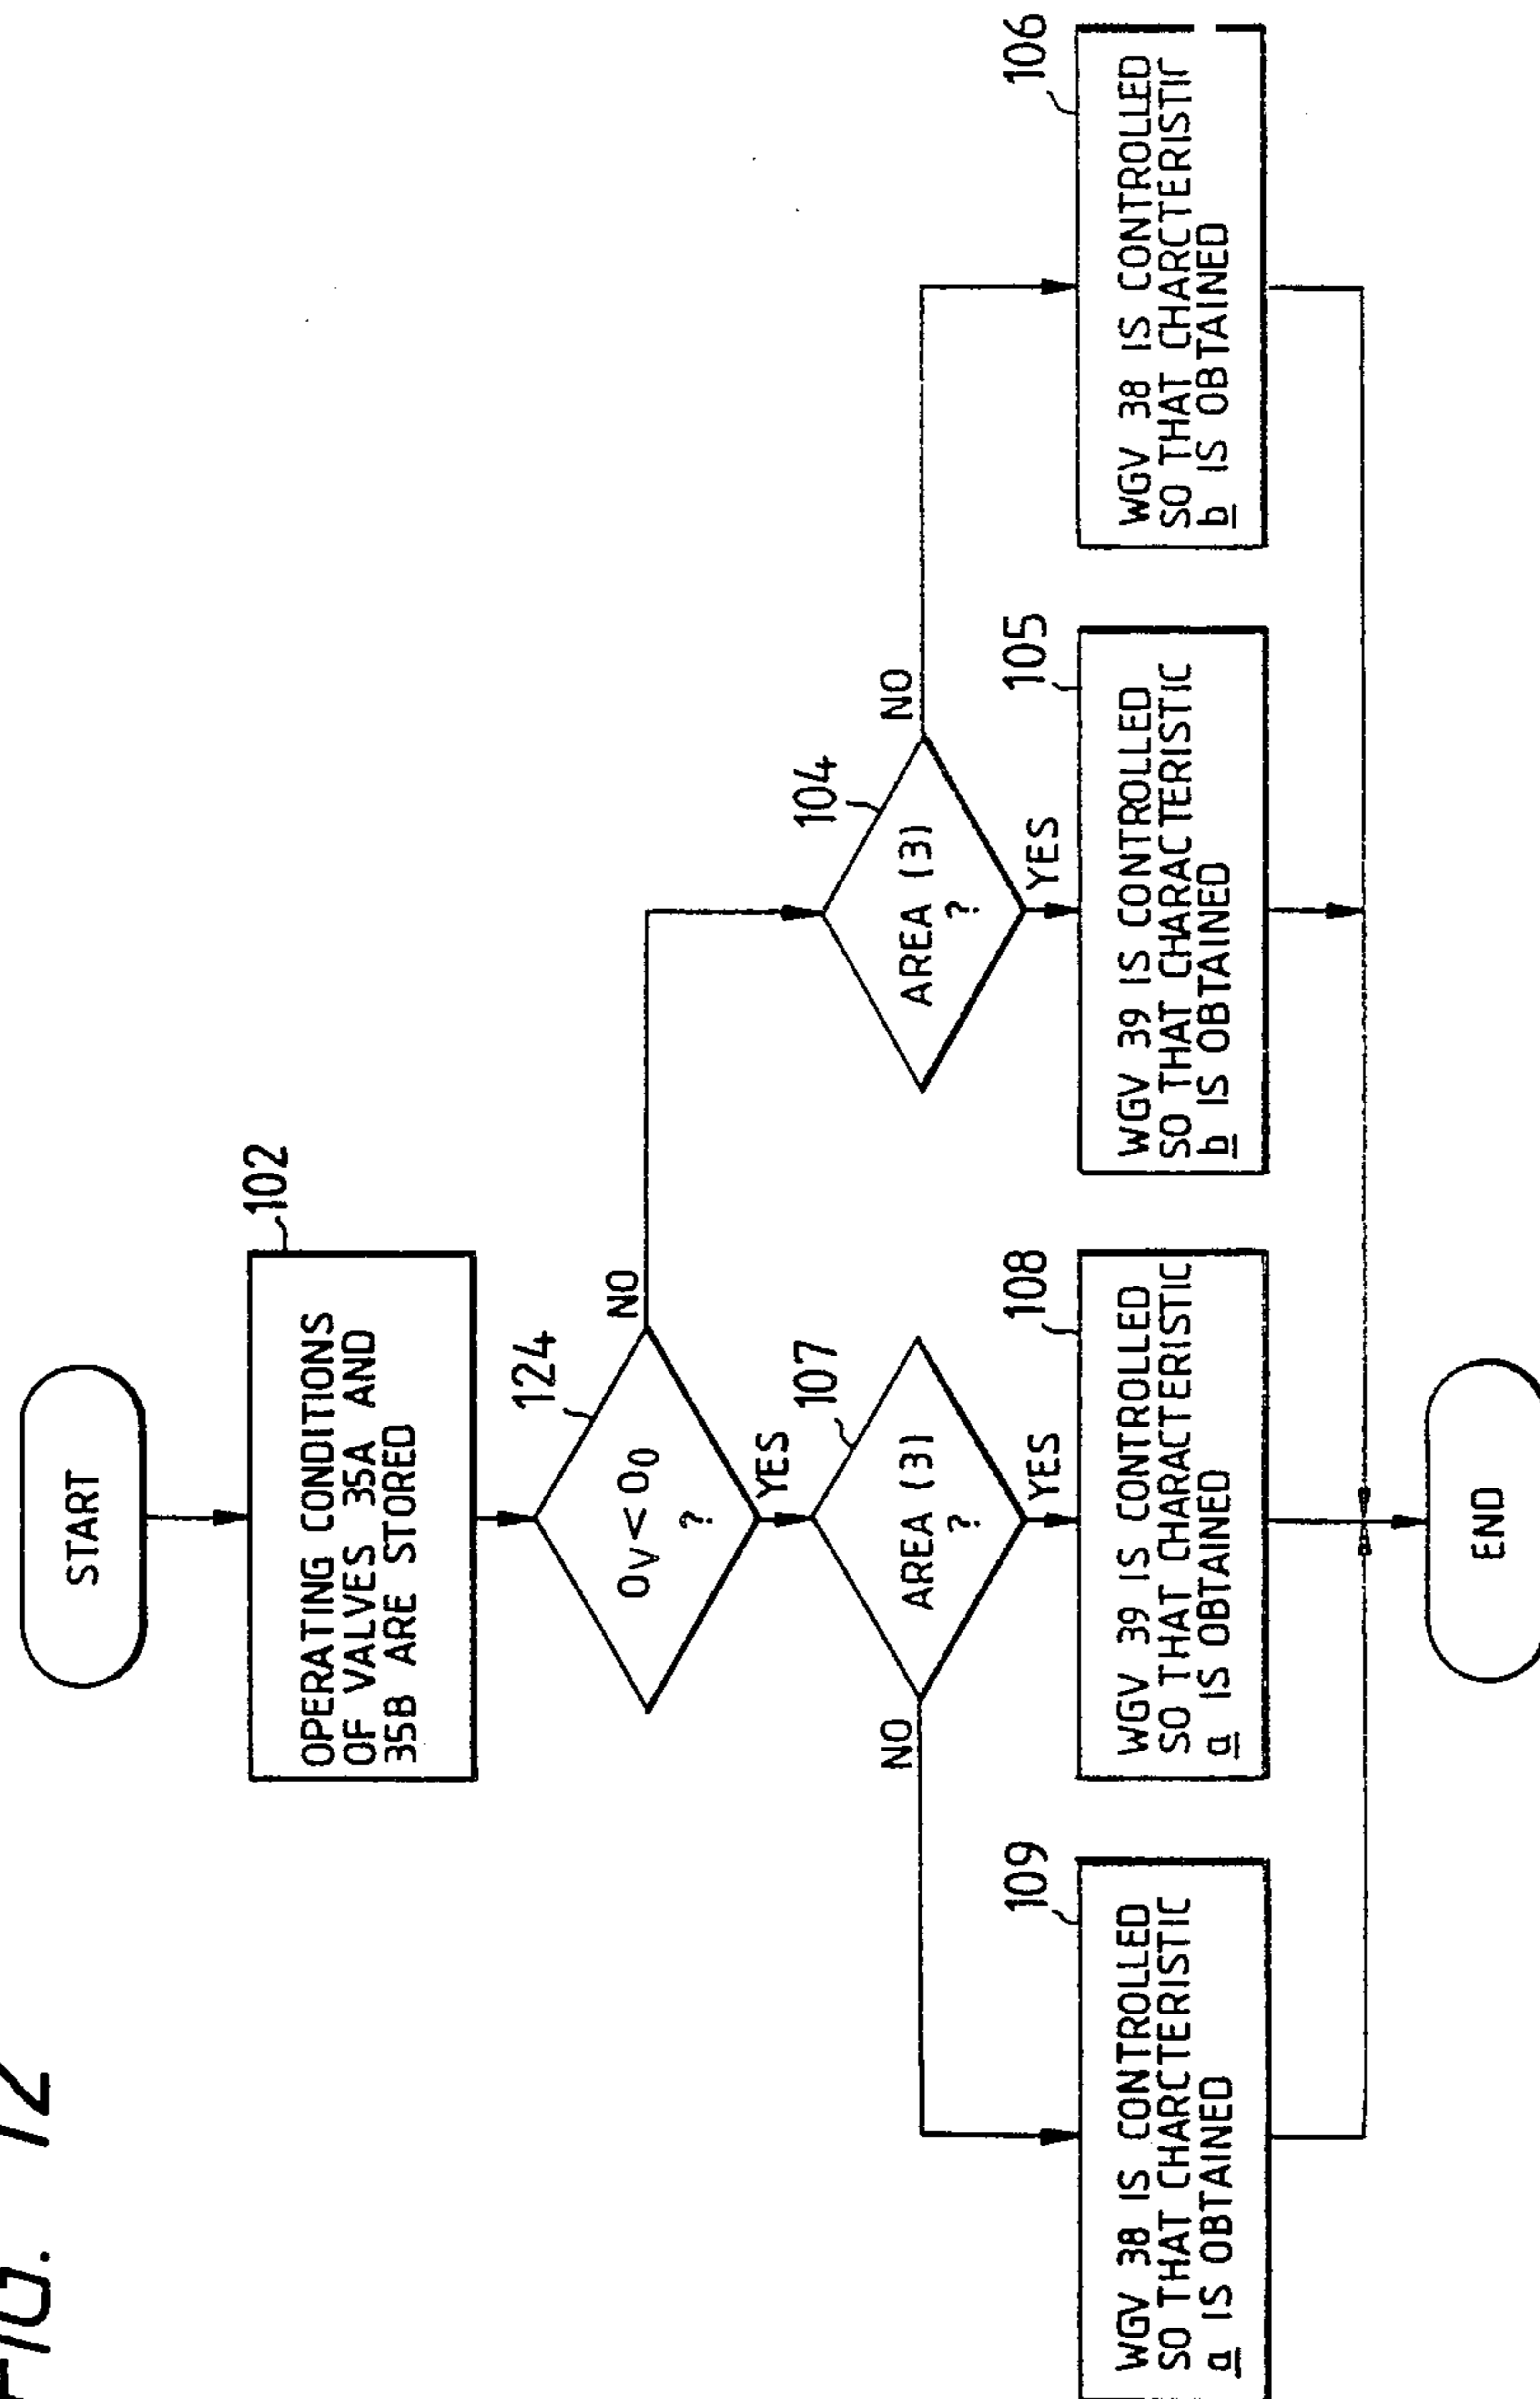 FIG. 12
START
102
OPERATING CONDITIONS
OF VALVES 35A AND
35B ARE STORED
124
O_V < O_0
?
NO
YES
107
AREA (3)
?
NO
YES
104
AREA (3)
?
NO
YES
109
WGV 38 IS CONTROLLED
SO THAT CHARCTERISTIC
a IS OBTAINED
108
WGV 39 IS CONTROLLED
SO THAT CHARACTERISTIC
a IS OBTAINED
105
WGV 39 IS CONTROLLED
SO THAT CHARACTERISTIC
b IS OBTAINED
106
WGV 38 IS CONTROLLED
SO THAT CHARCTERISTIC
b IS OBTAINED
END